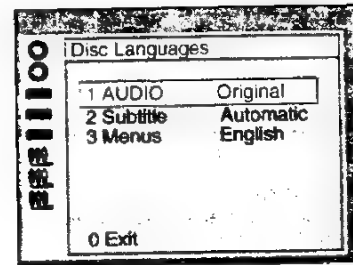 Disc Languages
1 AUDIO Original
2 Subtitle Automatic
3 Menus English
0 Exit